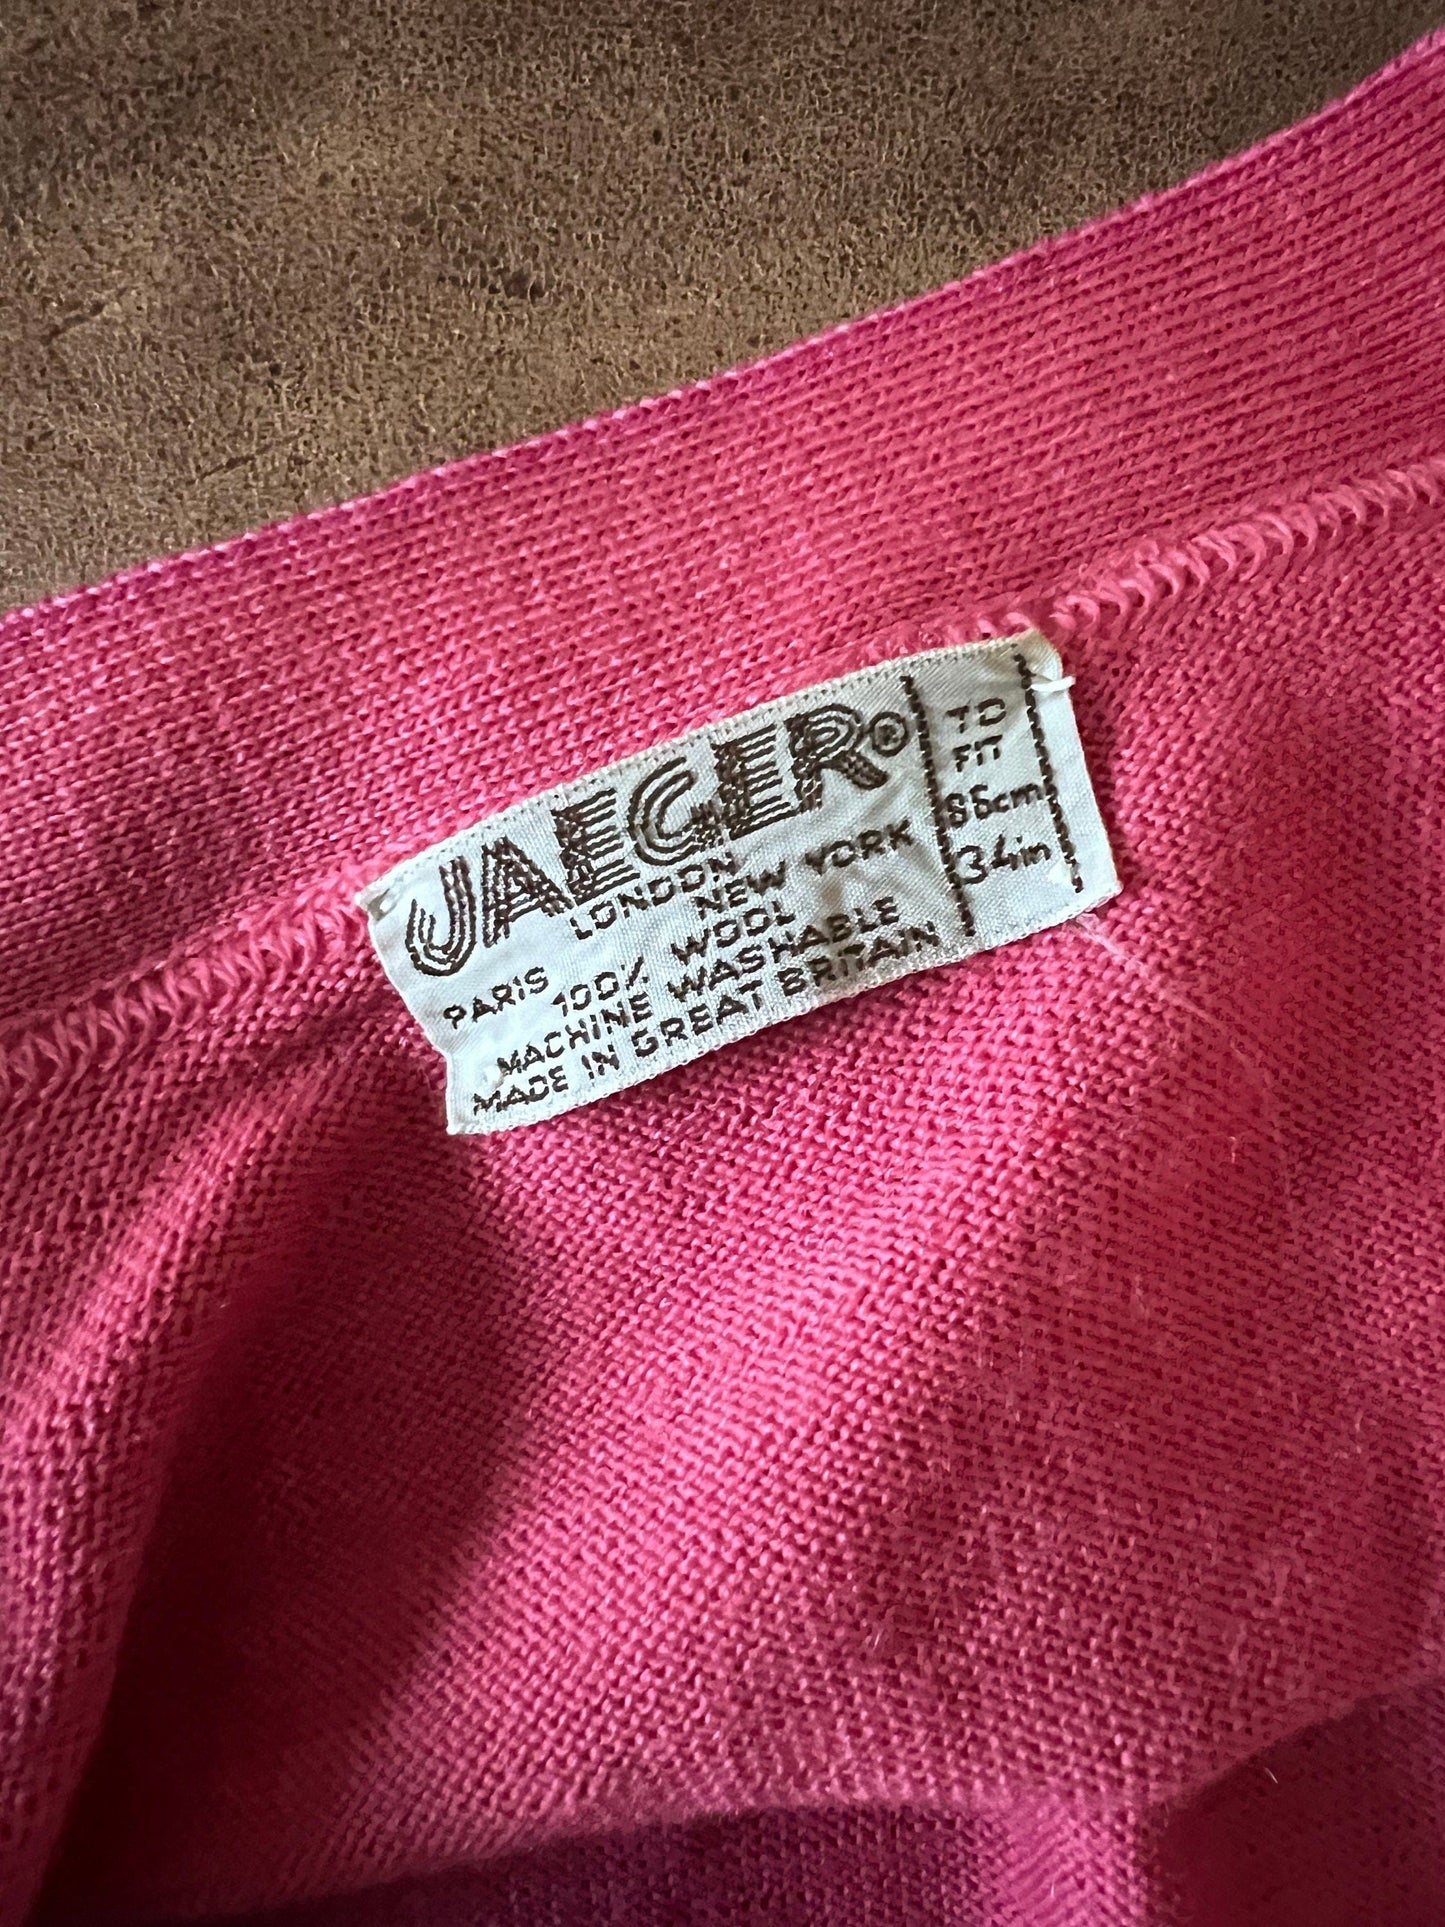 JAEGER®
PARIS LONDON NEW YORK
100% WOOL
MACHINE WASHABLE
MADE IN GREAT BRITAIN
TO
FIT
86cm
34in